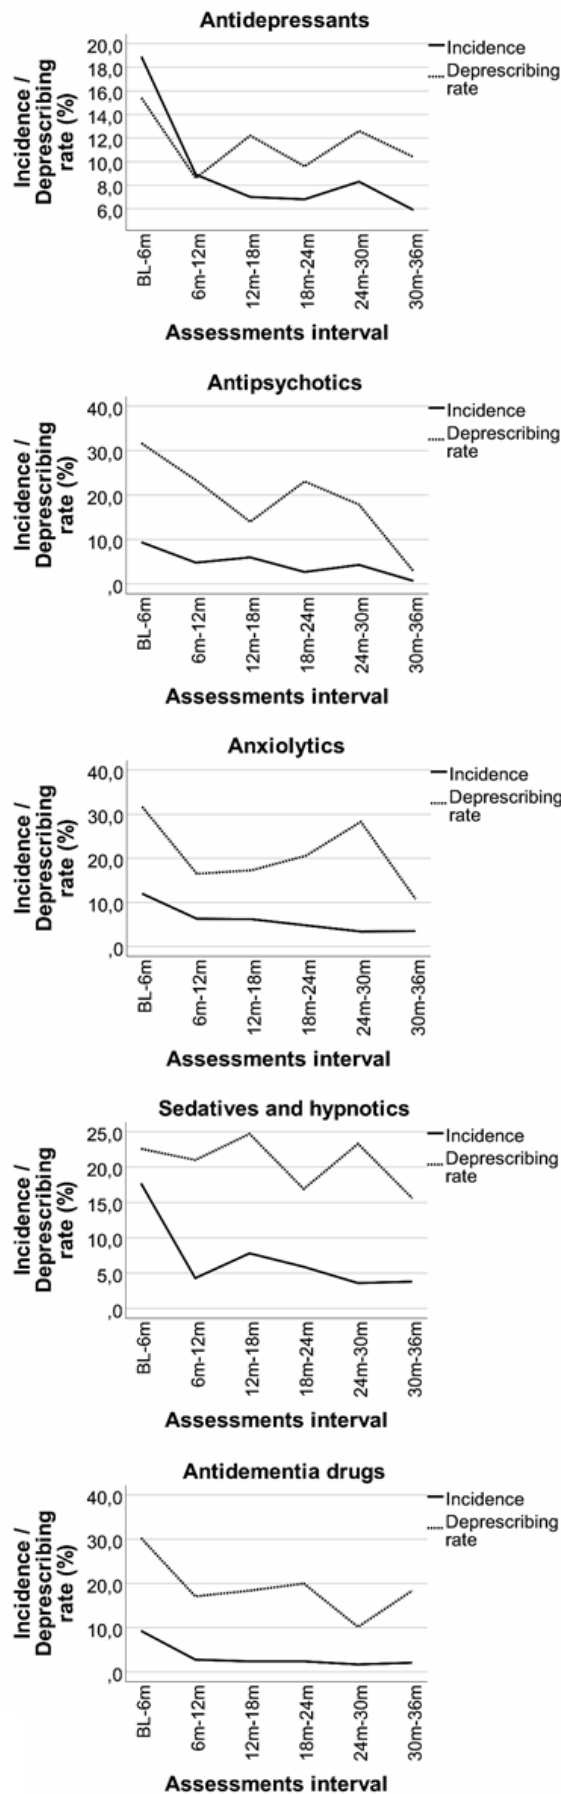 Antidepressants
Incidence /
Deprescribing
rate (%)
20,0
18,0
16,0
14,0
12,0
10,0
8,0
6,0
Incidence
Deprescribing
rate
BL-6m
6m-12m
12m-18m
18m-24m
24m-30m
30m-36m
Assessments interval
Antipsychotics
Incidence /
Deprescribing
rate (%)
40,0
30,0
20,0
10,0
,0
Incidence
Deprescribing
rate
BL-6m
6m-12m
12m-18m
18m-24m
24m-30m
30m-36m
Assessments interval
Anxiolytics
Incidence /
Deprescribing
rate (%)
40,0
30,0
20,0
10,0
,0
Incidence
Deprescribing
rate
BL-6m
6m-12m
12m-18m
18m-24m
24m-30m
30m-36m
Assessments interval
Sedatives and hypnotics
Incidence /
Deprescribing
rate (%)
25,0
20,0
15,0
10,0
5,0
,0
Incidence
Deprescribing
rate
BL-6m
6m-12m
12m-18m
18m-24m
24m-30m
30m-36m
Assessments interval
Antidementia drugs
Incidence /
Deprescribing
rate (%)
40,0
30,0
20,0
10,0
,0
Incidence
Deprescribing
rate
BL-6m
6m-12m
12m-18m
18m-24m
24m-30m
30m-36m
Assessments interval